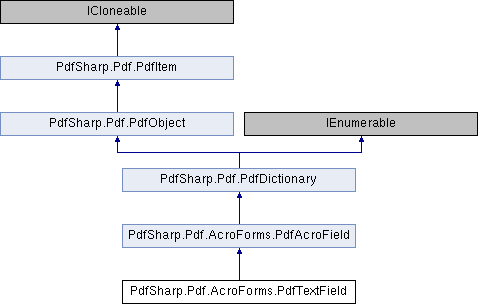 ICloneable
PdfSharp.Pdf.PdfItem
PdfSharp.Pdf.PdfObject
IEnumerable
PdfSharp.Pdf.PdfDictionary
PdfSharp.Pdf.AcroForms.PdfAcroField
PdfSharp.Pdf.AcroForms.PdfTextField